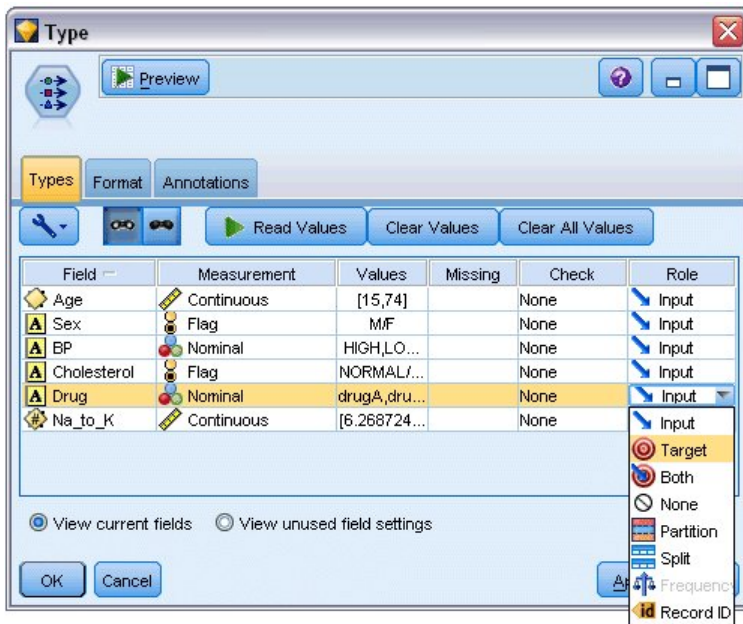 Type
Preview
Types Format Annotations
Read Values Clear Values Clear All Values
Field Measurement Values Missing Check Role
Age Continuous [15,74] None Input
A Sex Flag M/F None Input
A BP Nominal HIGH,LO... None Input
A Cholesterol Flag NORMAL/... None Input
A Drug Nominal drugA,dru... None Input
# Na_to_K Continuous [6.268724... None
Input
Target
Both
None
Partition
Split
Frequency
id Record ID
View current fields View unused field settings
OK Cancel